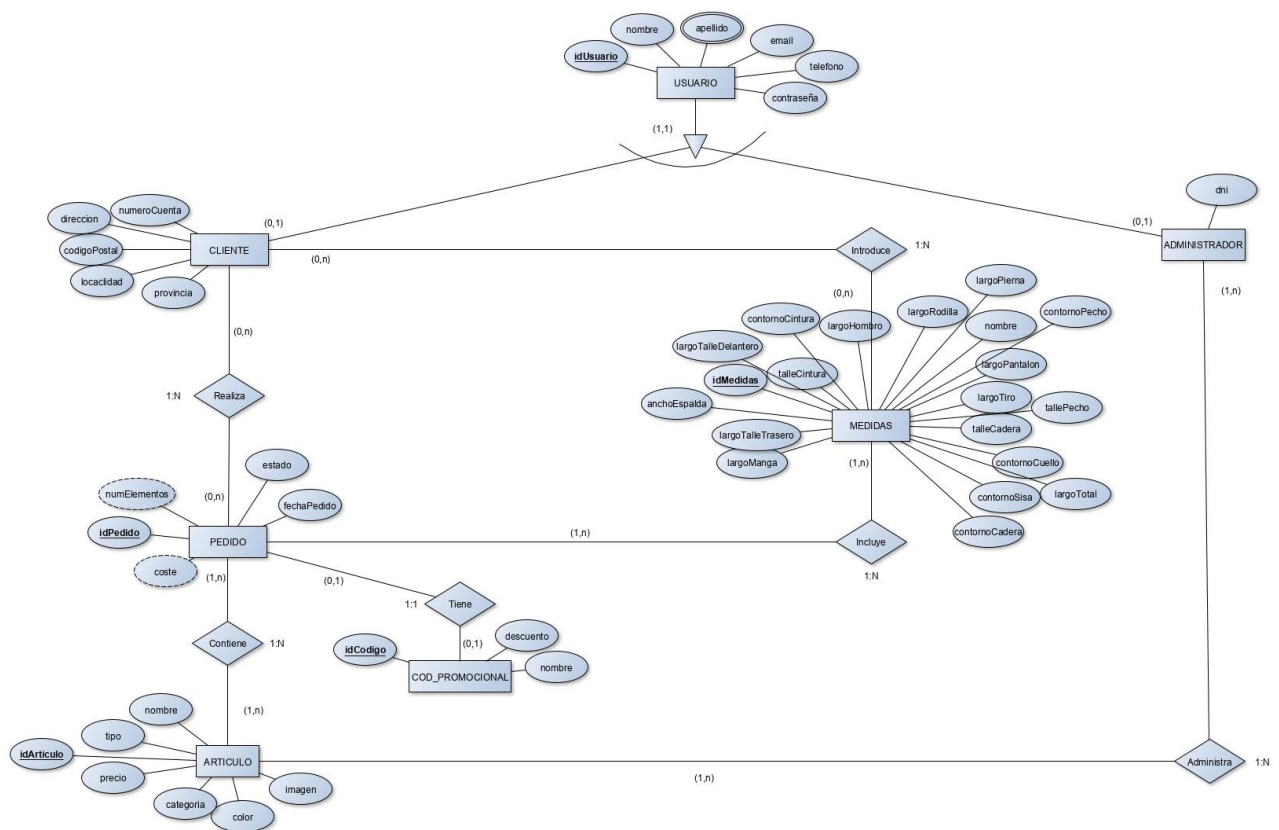 apellido
nombre
email
idUsuario
telefono
USUARIO
contraseña
(1,1)
dni
numeroCuenta
direccion
(0,1)
(0,1)
CLIENTE
codigoPostal
(0,n)
Introduce
1:N
ADMINISTRADOR
locaclidad
provincia
largoPierna
(0,n)
(1,n)
contornoCintura
largoHombro
largoRodilla
contornoPecho
nombre
(0,n)
largoTalleDelantero
largoPantalon
idMedidas
talleCintura
1:N
Realiza
largoTiro
anchoEspalda
tallePecho
MEDIDAS
talleCadera
largoTalleTrasero
largoManga
(1,n)
contornoCuello
estado
largoTotal
contornoSisa
numElementos
(0,n)
fechaPedido
contornoCadera
idPedido
PEDIDO
(1,n)
Incluye
coste
(1,n)
(0,1)
1:N
1:1
Tiene
Contiene
1:N
(0,1)
descuento
idCodigo
nombre
COD_PROMOCIONAL
nombre
(1,n)
tipo
idArticulo
ARTICULO
Administra
1:N
precio
(1,n)
imagen
categoria
color